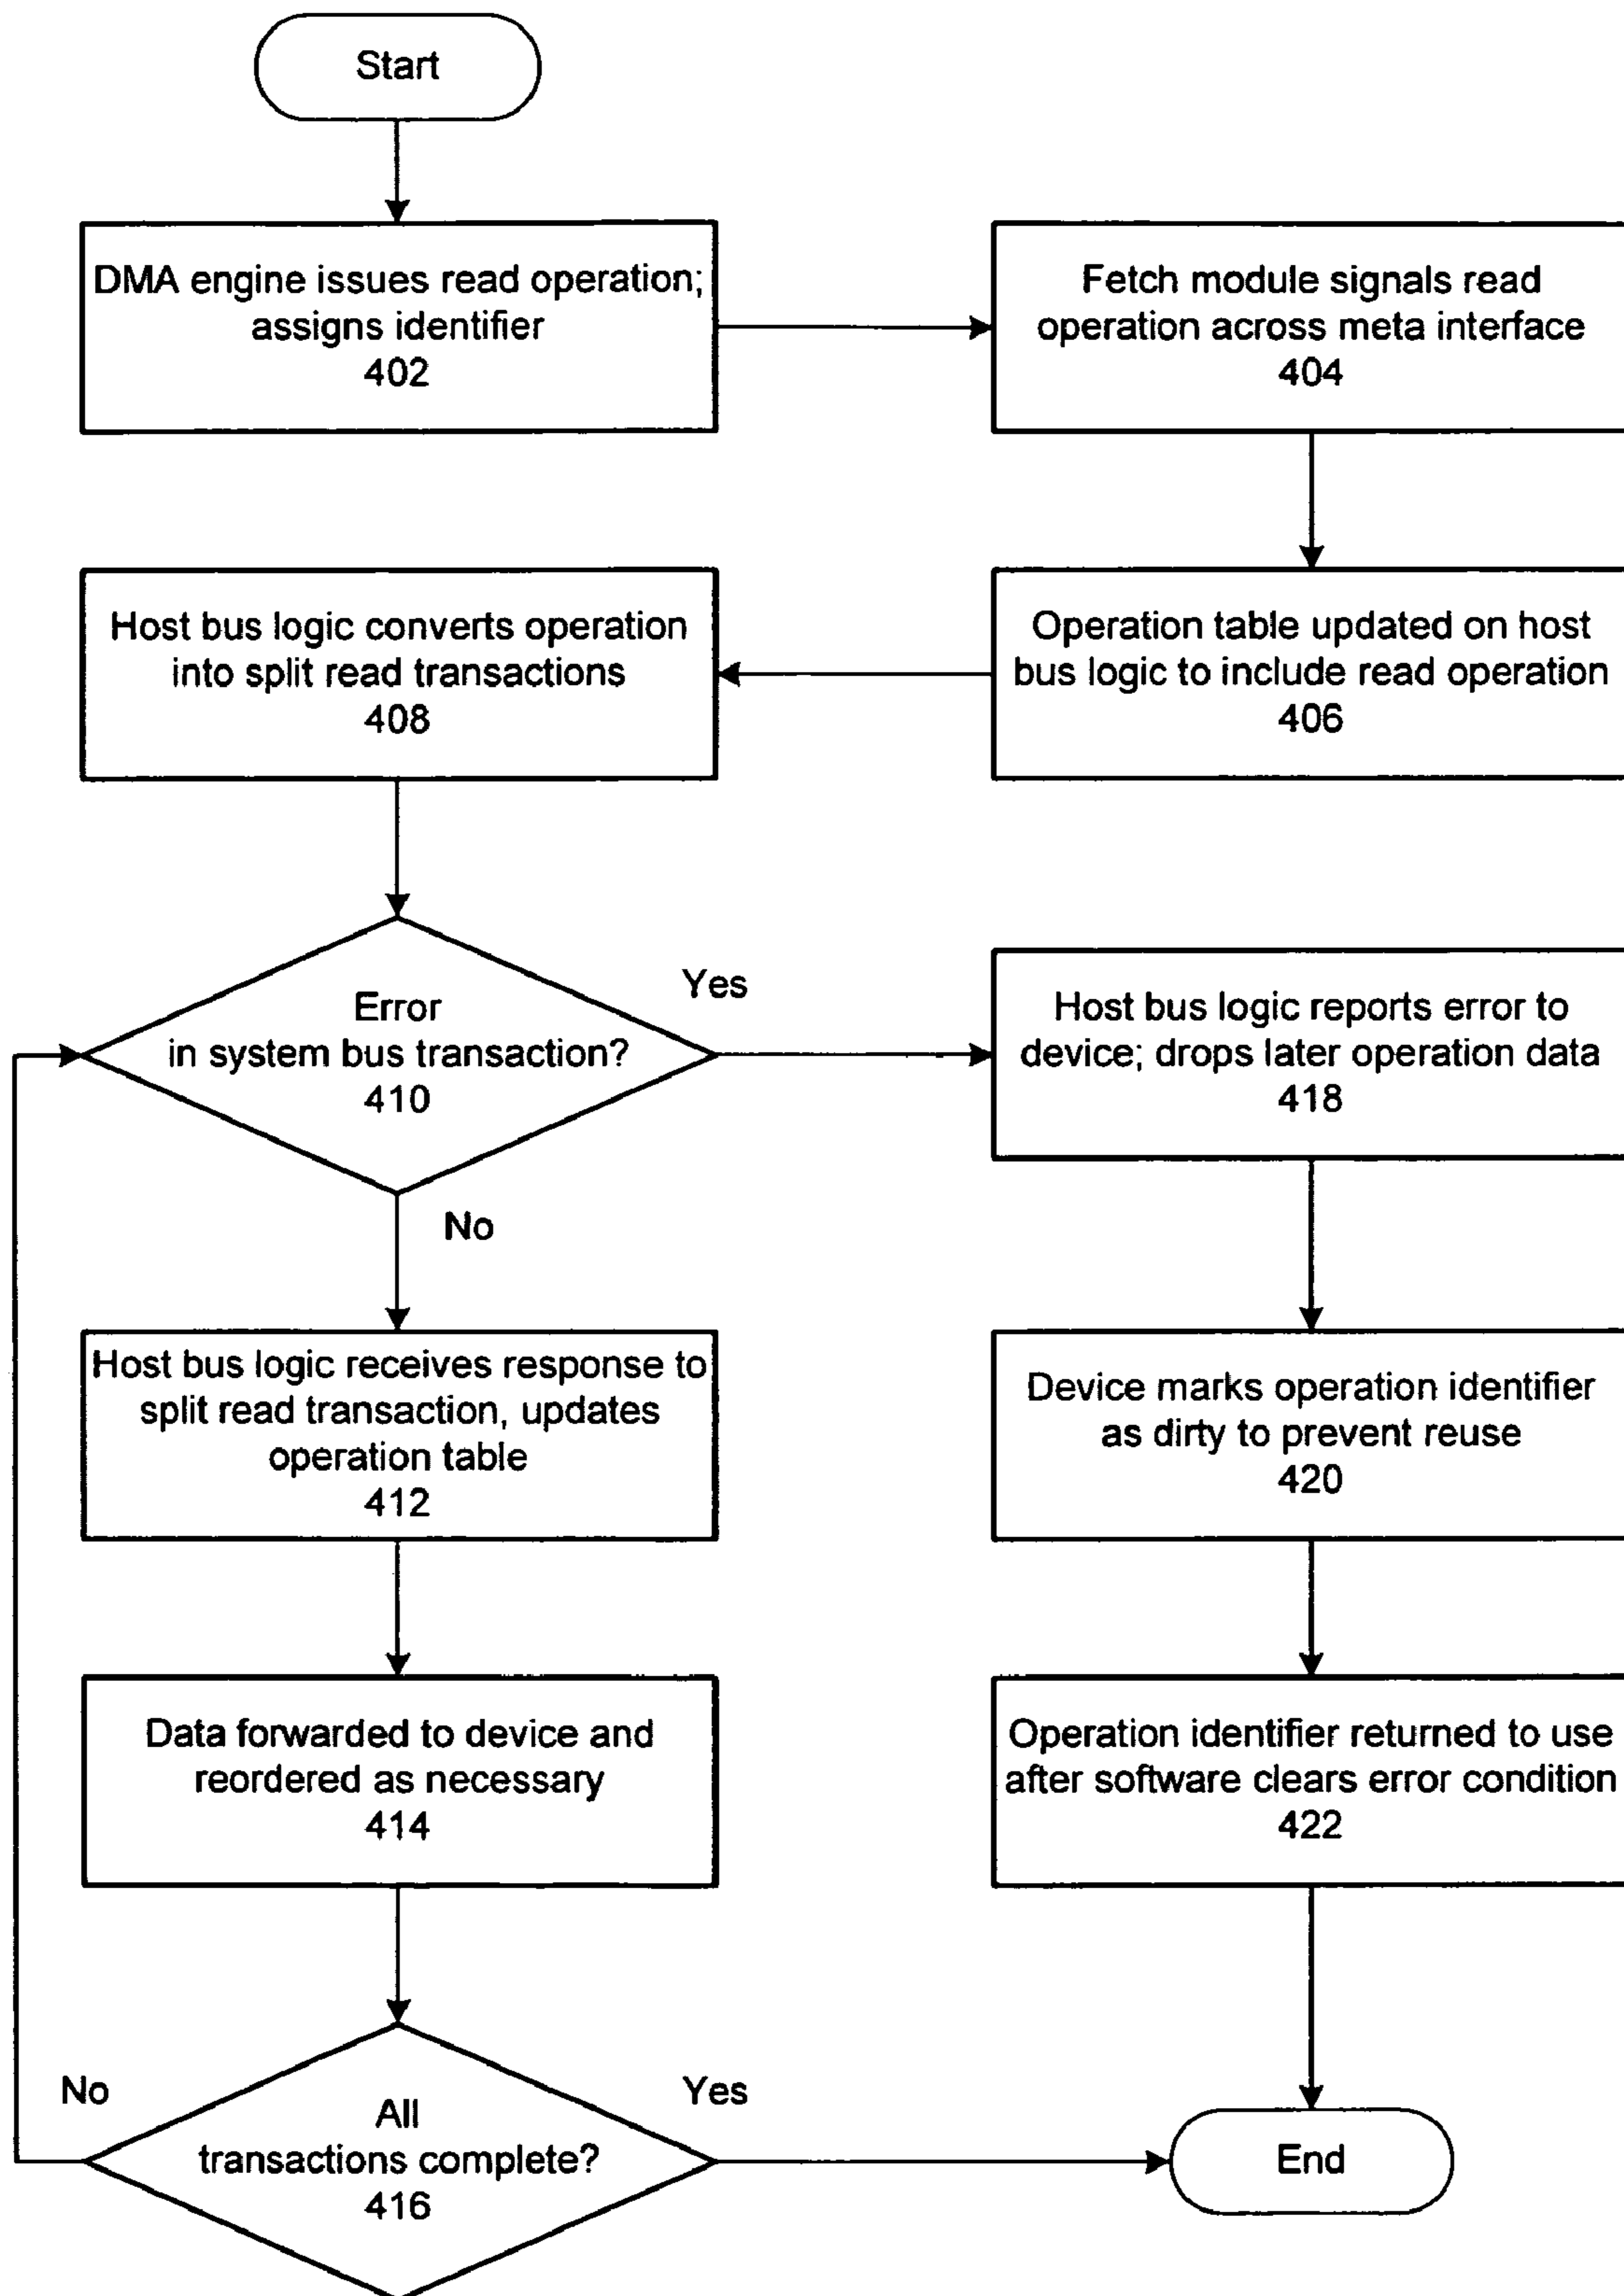 Start
DMA engine issues read operation;
assigns identifier
402
Fetch module signals read
operation across meta interface
404
Operation table updated on host
bus logic to include read operation
406
Host bus logic converts operation
into split read transactions
408
Error
in system bus transaction?
410
Yes
No
Host bus logic reports error to
device; drops later operation data
418
Host bus logic receives response to
split read transaction, updates
operation table
412
Device marks operation identifier
as dirty to prevent reuse
420
Data forwarded to device and
reordered as necessary
414
Operation identifier returned to use
after software clears error condition
422
All
transactions complete?
416
No
Yes
End